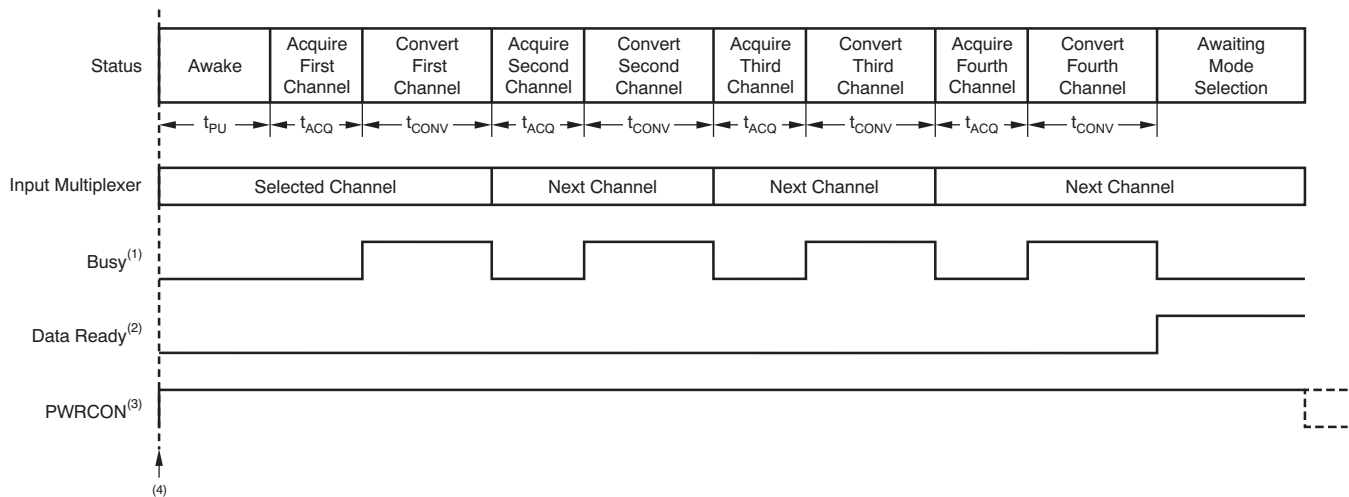 Status
Awake
Acquire
First
Channel
Convert
First
Channel
Acquire
Second
Channel
Convert
Second
Channel
Acquire
Third
Channel
Convert
Third
Channel
Acquire
Fourth
Channel
Convert
Fourth
Channel
Awaiting
Mode
Selection
tPU
tACQ
tCONV
tACQ
tCONV
tACQ
tCONV
tACQ
tCONV
Input Multiplexer
Selected Channel
Next Channel
Next Channel
Next Channel
Busy(1)
Data Ready(2)
PWRCON(3)
(4)